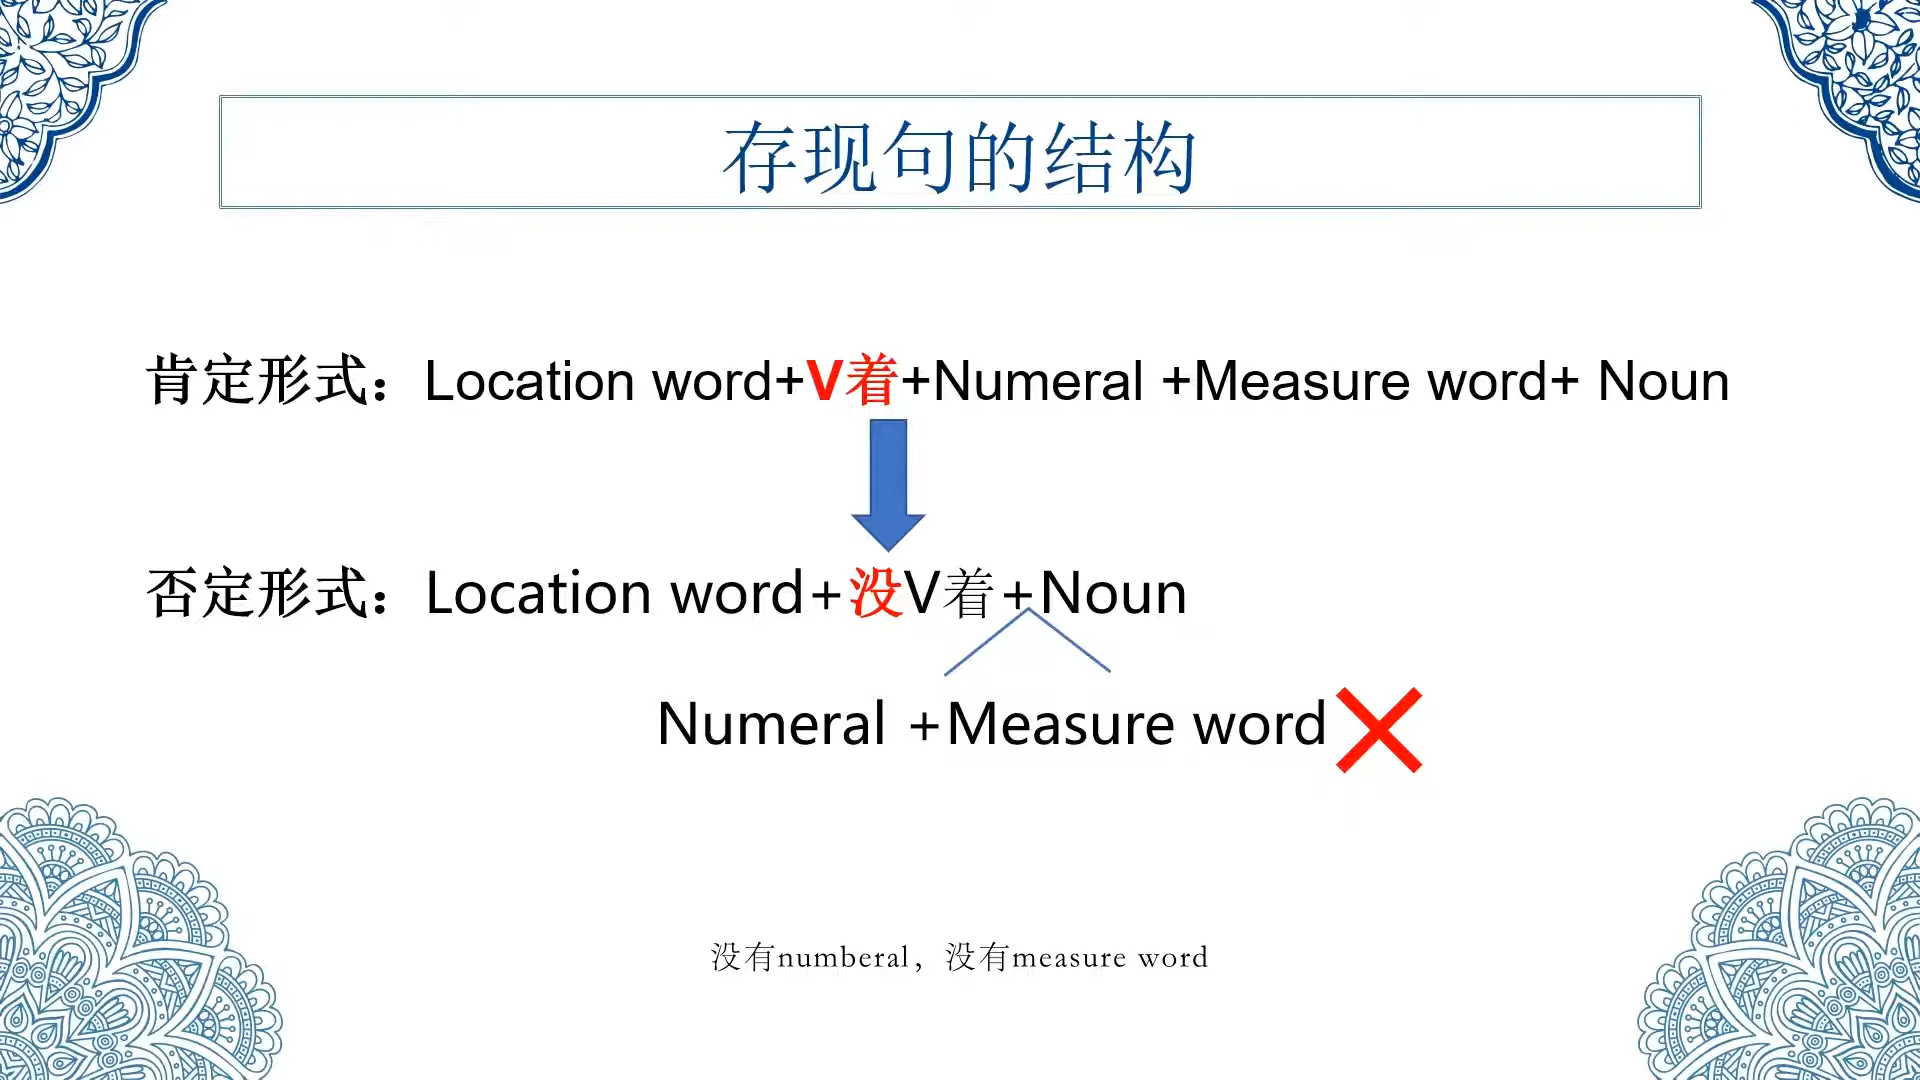 存现句的结构
肯定形式：Location word+V着+Numeral +Measure word+ Noun
否定形式：Location word+没V着+Noun
Numeral +Measure word
没有numberal，没有measure word